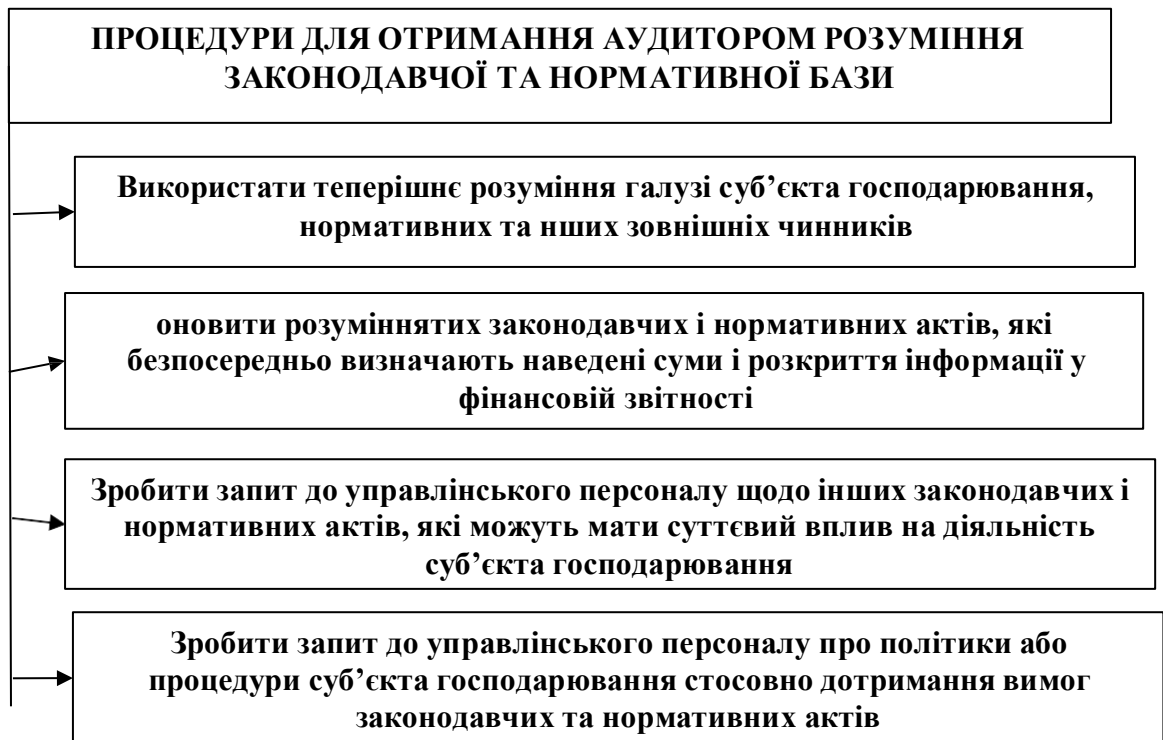 ПРОЦЕДУРИ ДЛЯ ОТРИМАННЯ АУДИТОРОМ РОЗУМІННЯ
ЗАКОНОДАВЧОЇ ТА НОРМАТИВНОЇ БАЗИ
Використати теперішнє розуміння галузі суб’єкта господарювання,
нормативних та нших зовнішніх чинників
оновити розуміннятих законодавчих і нормативних актів, які
безпосередньо визначають наведені суми і розкриття інформації у
фінансовій звітності
Зробити запит до управлінського персоналу щодо інших законодавчих і
нормативних актів, які можуть мати суттєвий вплив на діяльність
суб’єкта господарювання
Зробити запит до управлінського персоналу про політики або
процедури суб’єкта господарювання стосовно дотримання вимог
законодавчих та нормативних актів